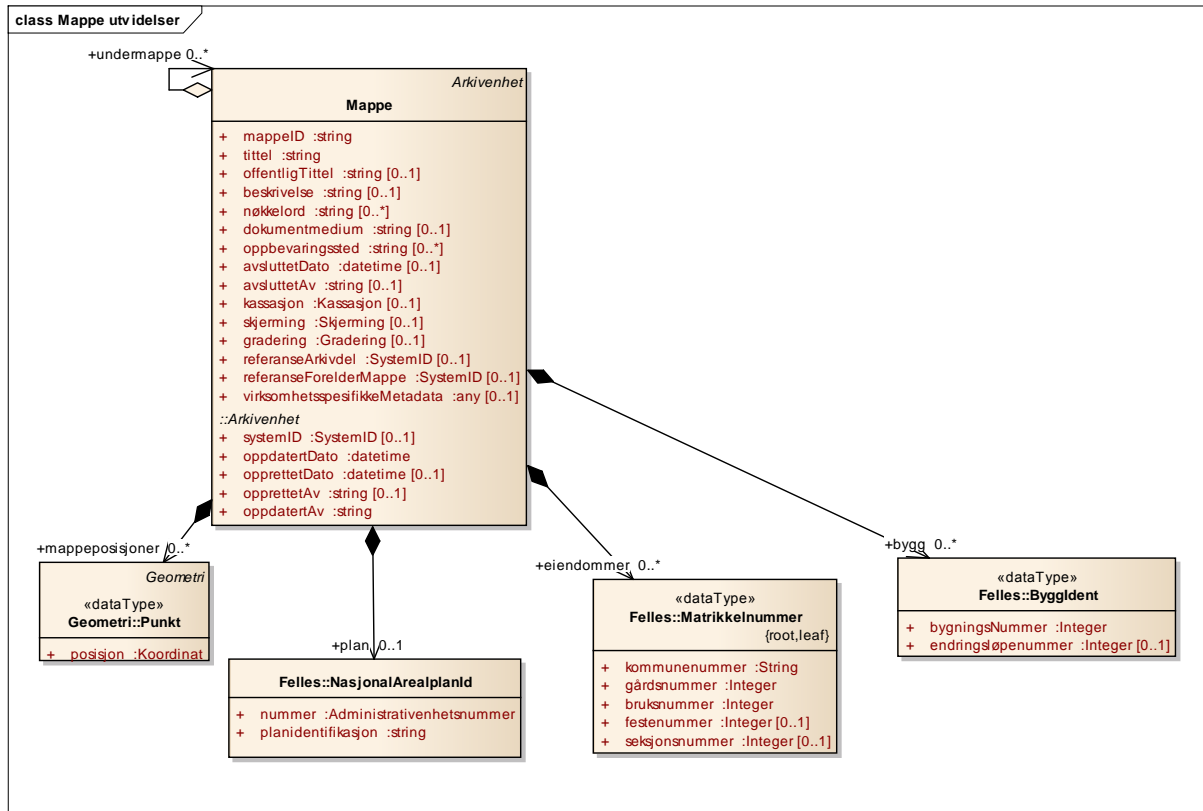 class Mappe utvidelser
+undermappe 0..*
Arkivenhet
Mappe
+ mappeID :string
+ tittel :string
+ offentligTittel :string [0..1]
+ beskrivelse :string [0..1]
+ nøkkelord :string [0..*]
+ dokumentmedium :string [0..1]
+ oppbevaringssted :string [0..*]
+ avsluttetDato :datetime [0..1]
+ avsluttetAv :string [0..1]
+ kassasjon :Kassasjon [0..1]
+ skjerming :Skjerming [0..1]
+ gradering :Gradering [0..1]
+ referanseArkivdel :SystemID [0..1]
+ referanseForelderMappe :SystemID [0..1]
+ virksomhetsspesifikkeMetadata :any [0..1]
::Arkivenhet
+ systemID :SystemID [0..1]
+ oppdatertDato :datetime
+ opprettetDato :datetime [0..1]
+ opprettetAv :string [0..1]
+ oppdatertAv :string
+mappeposisjoner 0..*
Geometri
«dataType»
Geometri::Punkt
+ posisjon :Koordinat
+plan 0..1
Felles::NasjonalArealplanId
+ nummer :Administrativenhetsnummer
+ planidentifikasjon :string
+eiendommer 0..*
«dataType»
Felles::Matrikkelnummer
{root,leaf}
+ kommunenummer :String
+ gårdsnummer :Integer
+ bruksnummer :Integer
+ festenummer :Integer [0..1]
+ seksjonsnummer :Integer [0..1]
+bygg 0..*
«dataType»
Felles::ByggIdent
+ bygningsNummer :Integer
+ endringsløpenummer :Integer [0..1]